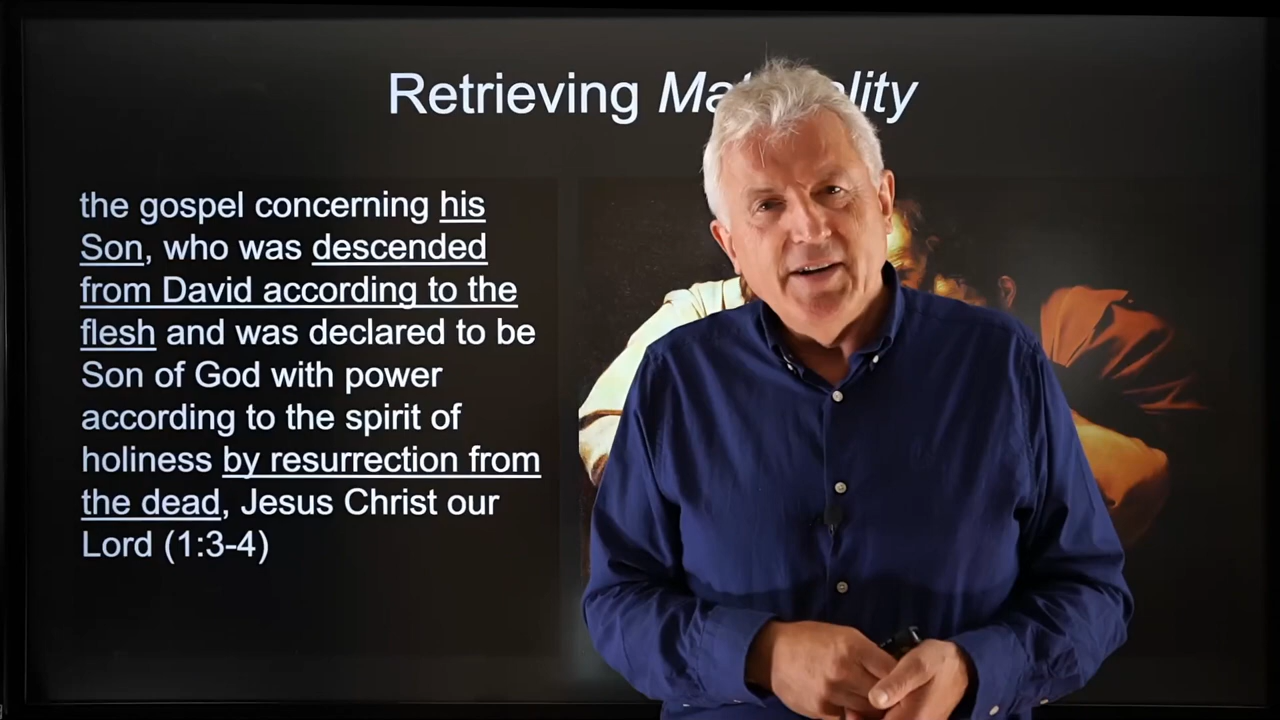 Retrieving
the gospel concerning his
Son, who was descended
from David according to the
flesh and was declared to be
Son of God with power
according to the spirit of
holiness by resurrection from
the dead, Jesus Christ our
Lord (1:3-4)